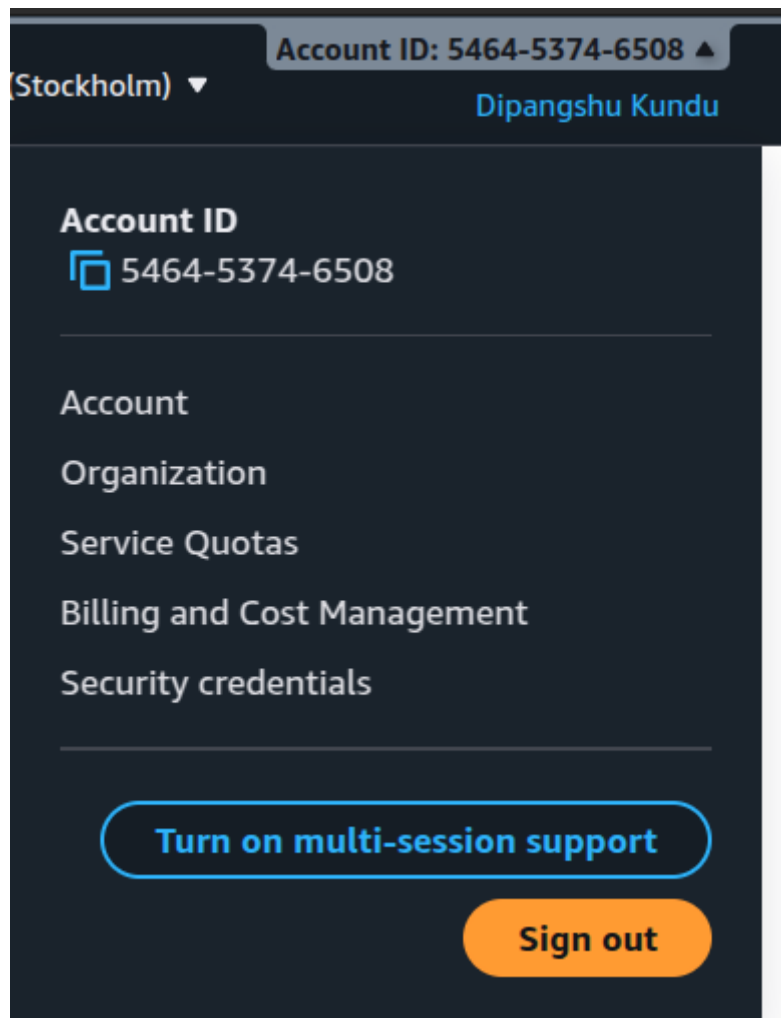 Account ID: 5464-5374-6508 ▲
(Stockholm) ▼
Dipangshu Kundu
Account ID
5464-5374-6508
Account
Organization
Service Quotas
Billing and Cost Management
Security credentials
Turn on multi-session support
Sign out